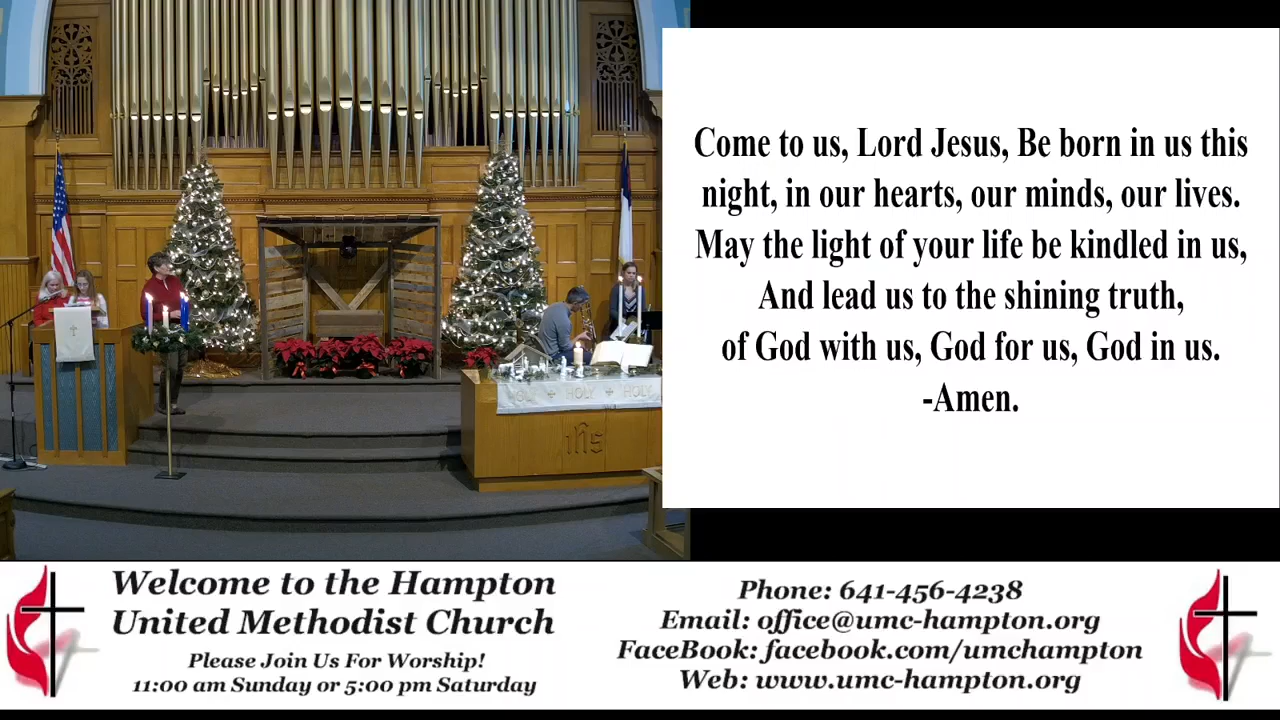 Come to us, Lord Jesus, Be born in us this
night, in our hearts, our minds, our lives.
May the light of your life be kindled in us,
And lead us to the shining truth,
of God with us, God for us, God in us.
-Amen.
HOLY HOLY HOLY
ihs
Welcome to the Hampton
United Methodist Church
Please Join Us For Worship!
11:00 am Sunday or 5:00 pm Saturday
Phone: 641-456-4238
Email: office@umc-hampton.org
FaceBook: facebook.com/umchampton
Web: www.umc-hampton.org